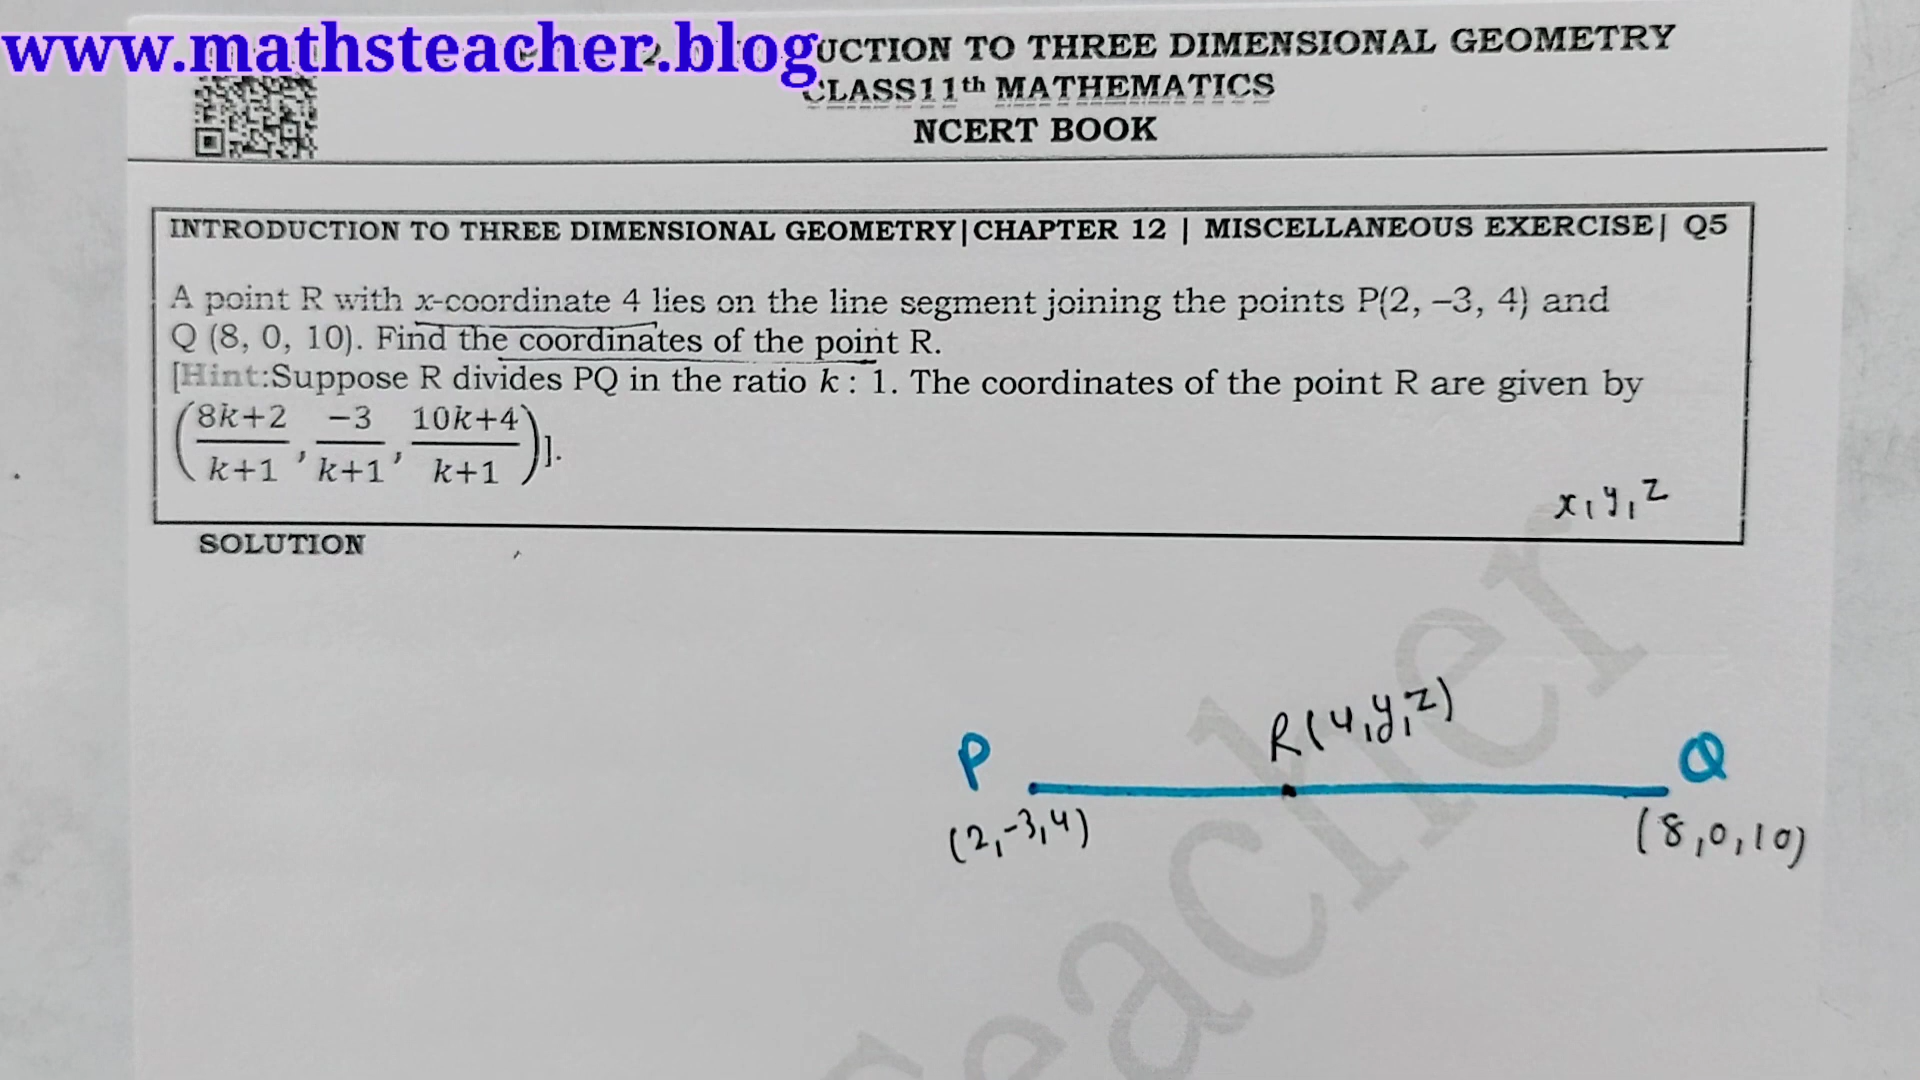 www.mathsteacher.blog
UCTION TO THREE DIMENSIONAL GEOMETRY
CLASS11th MATHEMATICS
NCERT BOOK
INTRODUCTION TO THREE DIMENSIONAL GEOMETRY|CHAPTER 12 | MISCELLANEOUS EXERCISE| Q5
A point R with x-coordinate 4 lies on the line segment joining the points P(2, –3, 4) and
Q (8, 0, 10). Find the coordinates of the point R.
[Hint:Suppose R divides PQ in the ratio k : 1. The coordinates of the point R are given by
(8k+2/k+1, -3/k+1, 10k+4/k+1)].
x, y, z
SOLUTION
R(4, y, z)
P Q
(2, -3, 4) (8, 0, 10)
eacher